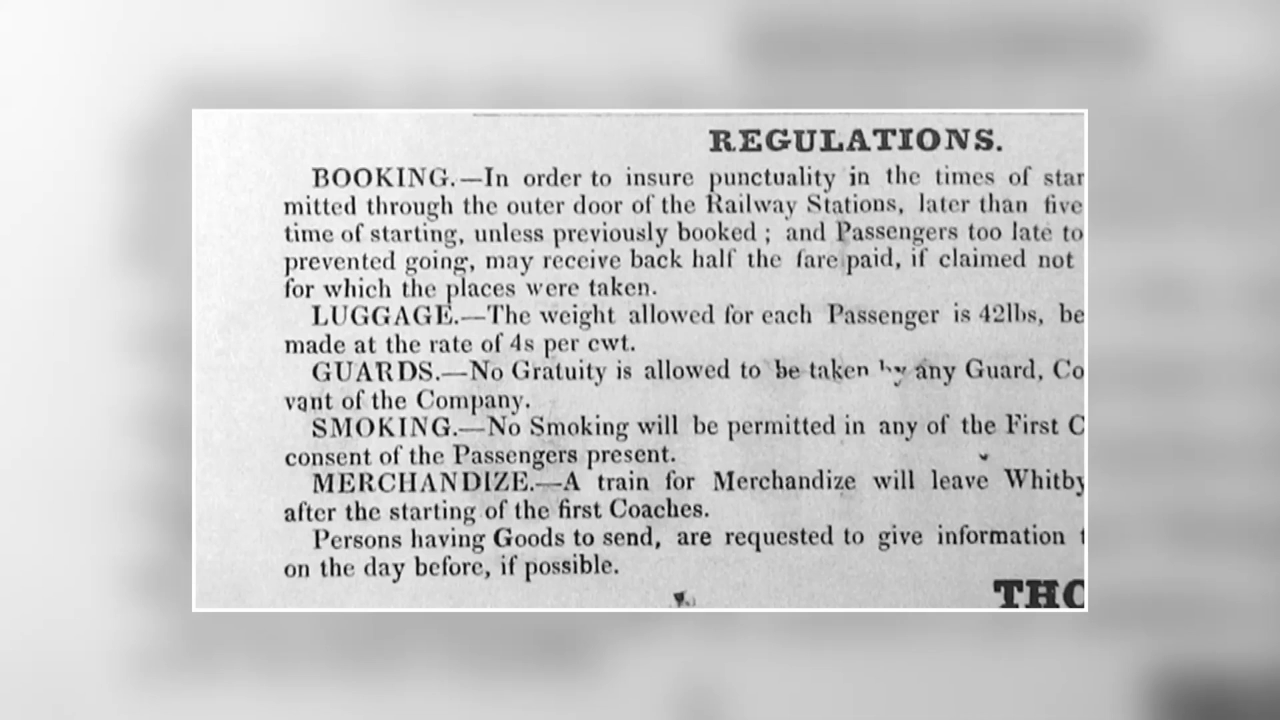 REGULATIONS.
BOOKING.—In order to insure punctuality in the times of star
mitted through the outer door of the Railway Stations, later than five
time of starting, unless previously booked ; and Passengers too late to
prevented going, may receive back half the fare paid, if claimed not
for which the places were taken.
LUGGAGE.—The weight allowed for each Passenger is 42lbs, be
made at the rate of 4s per cwt.
GUARDS.—No Gratuity is allowed to be taken by any Guard, Co
vant of the Company.
SMOKING.—No Smoking will be permitted in any of the First C
consent of the Passengers present.
MERCHANDIZE.—A train for Merchandize will leave Whitby
after the starting of the first Coaches.
Persons having Goods to send, are requested to give information t
on the day before, if possible.
THO